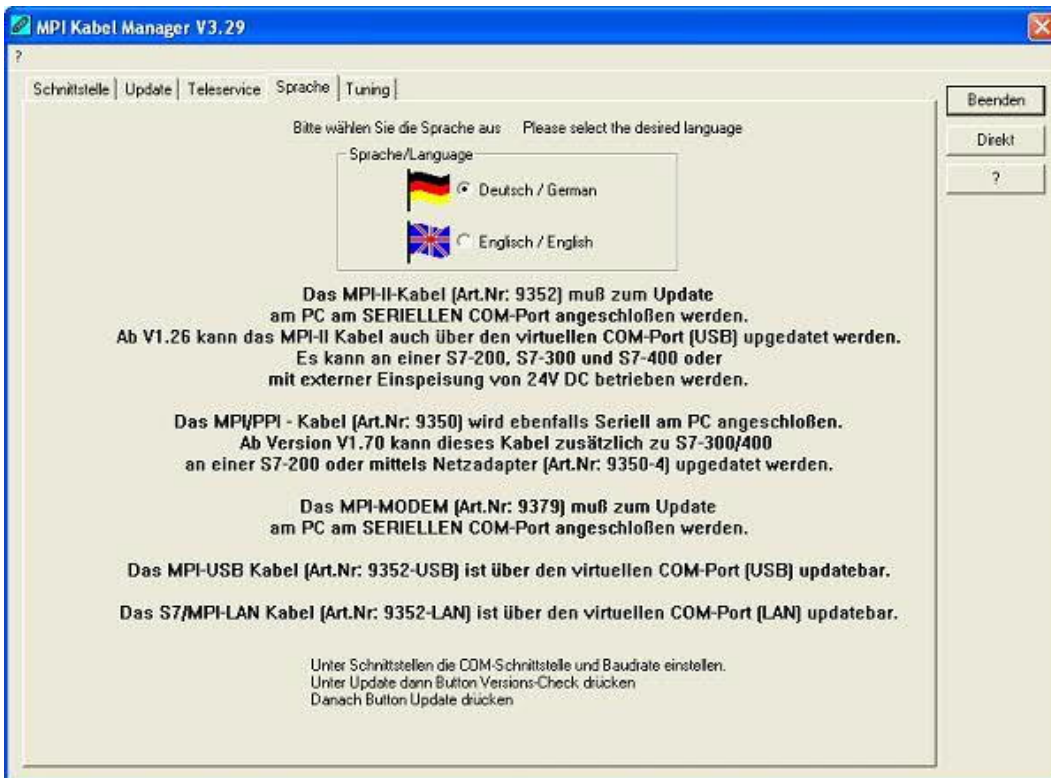 MPI Kabel Manager V3.29
?
Schnittstelle Update Teleservice Sprache Tuning
Beenden
Direkt
?
Bitte wählen Sie die Sprache aus Please select the desired language
Sprache/Language
Deutsch / German
Englisch / English
Das MPI-II-Kabel (Art.Nr: 9352) muß zum Update
am PC am SERIELLEN COM-Port angeschloßen werden.
Ab V1.26 kann das MPI-II Kabel auch über den virtuellen COM-Port (USB) upgedatet werden.
Es kann an einer S7-200, S7-300 und S7-400 oder
mit externer Einspeisung von 24V DC betrieben werden.
Das MPI/PPI - Kabel (Art.Nr: 9350) wird ebenfalls Seriell am PC angeschloßen.
Ab Version V1.70 kann dieses Kabel zusätzlich zu S7-300/400
an einer S7-200 oder mittels Netzadapter (Art.Nr: 9350-4) upgedatet werden.
Das MPI-MODEM (Art.Nr: 9379) muß zum Update
am PC am SERIELLEN COM-Port angeschloßen werden.
Das MPI-USB Kabel (Art.Nr: 9352-USB) ist über den virtuellen COM-Port (USB) updatebar.
Das S7/MPI-LAN Kabel (Art.Nr: 9352-LAN) ist über den virtuellen COM-Port (LAN) updatebar.
Unter Schnittstellen die COM-Schnittstelle und Baudrate einstellen.
Unter Update dann Button Versions-Check drücken
Danach Button Update drücken